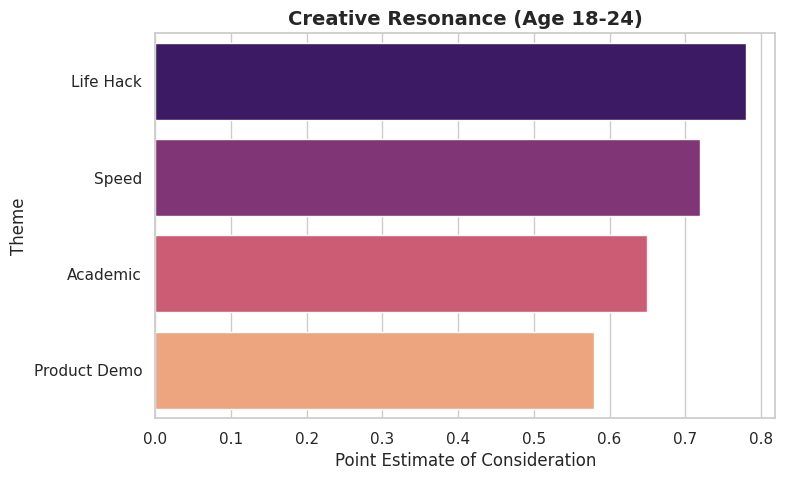 Creative Resonance (Age 18-24)
Theme
Life Hack
Speed
Academic
Product Demo
0.0 0.1 0.2 0.3 0.4 0.5 0.6 0.7 0.8
Point Estimate of Consideration